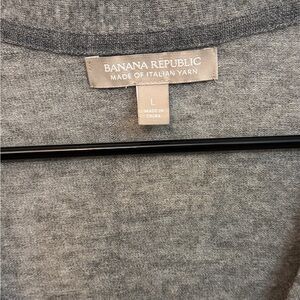 BANANA REPUBLIC
MADE OF ITALIAN YARN
L
MADE IN
CHINA